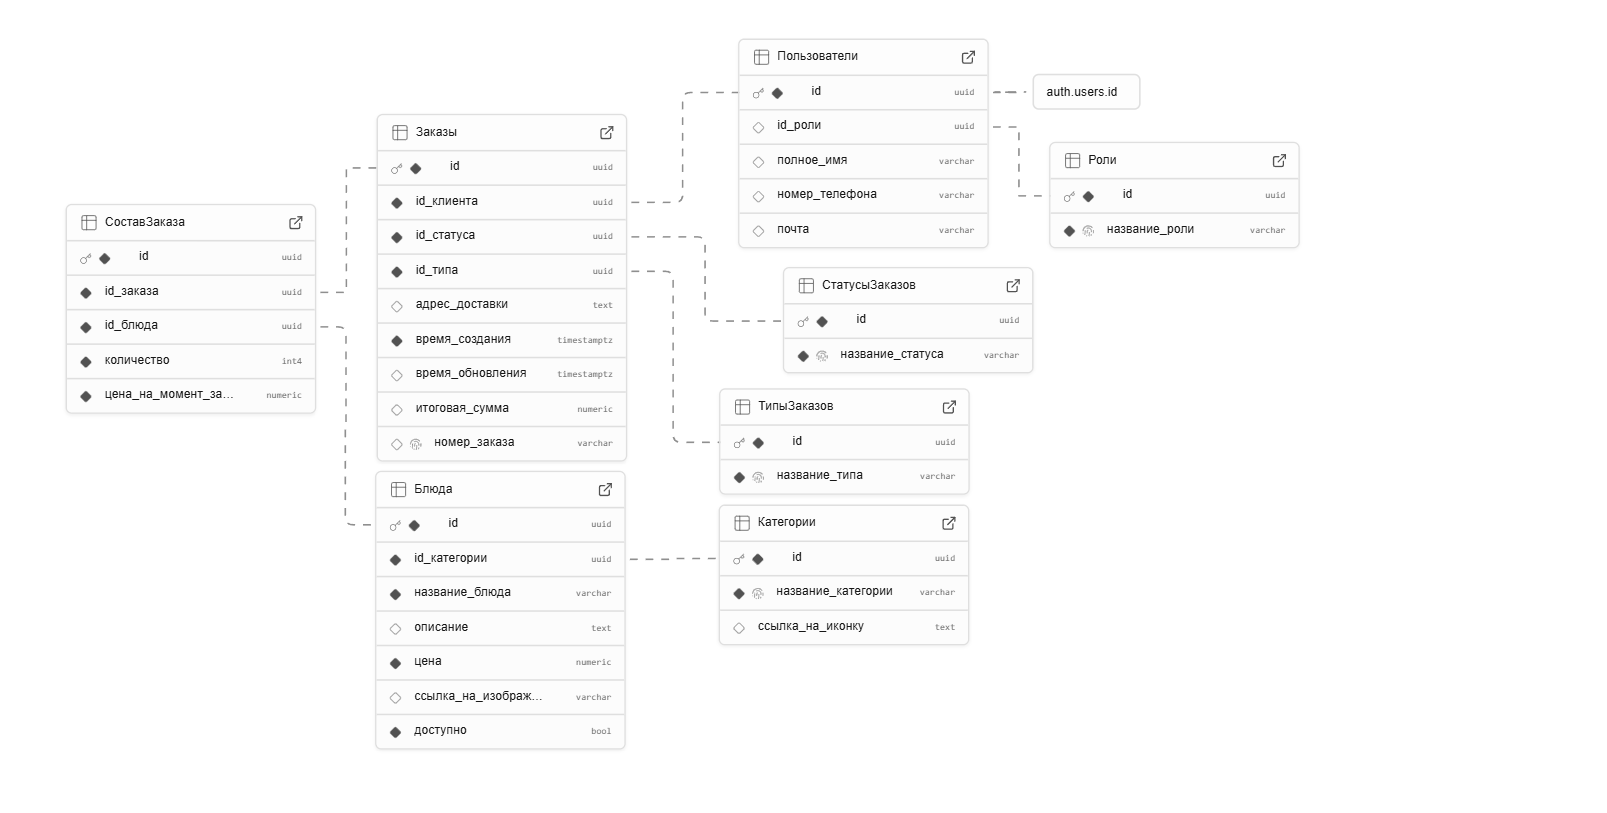 Пользователи
id uuid
id_роли uuid
полное_имя varchar
номер_телефона varchar
почта varchar
auth.users.id
Роли
id uuid
название_роли varchar
Заказы
id uuid
id_клиента uuid
id_статуса uuid
id_типа uuid
адрес_доставки text
время_создания timestamptz
время_обновления timestamptz
итоговая_сумма numeric
номер_заказа varchar
СоставЗаказа
id uuid
id_заказа uuid
id_блюда uuid
количество int4
цена_на_момент_за... numeric
СтатусыЗаказов
id uuid
название_статуса varchar
ТипыЗаказов
id uuid
название_типа varchar
Блюда
id uuid
id_категории uuid
название_блюда varchar
описание text
цена numeric
ссылка_на_изображ... varchar
доступно bool
Категории
id uuid
название_категории varchar
ссылка_на_иконку text